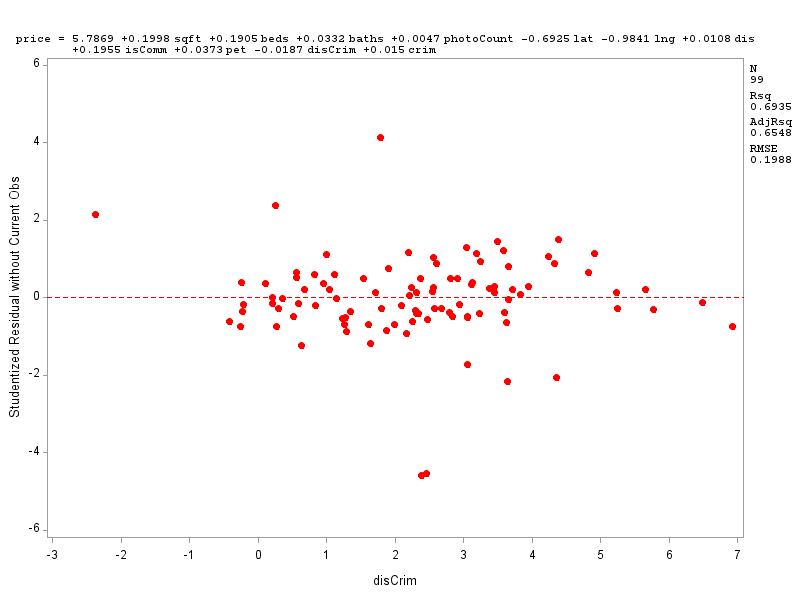 price = 5.7869 +0.1998 sqft +0.1905 beds +0.0332 baths +0.0047 photoCount -0.6925 lat -0.9841 lng +0.0108 dis
+0.1955 isComm +0.0373 pet -0.0187 disCrim +0.015 crim
N
99
Rsq
0.6935
AdjRsq
0.6548
RMSE
0.1988
Studentized Residual without Current Obs
6
4
2
0
-2
-4
-6
-3 -2 -1 0 1 2 3 4 5 6 7
disCrim